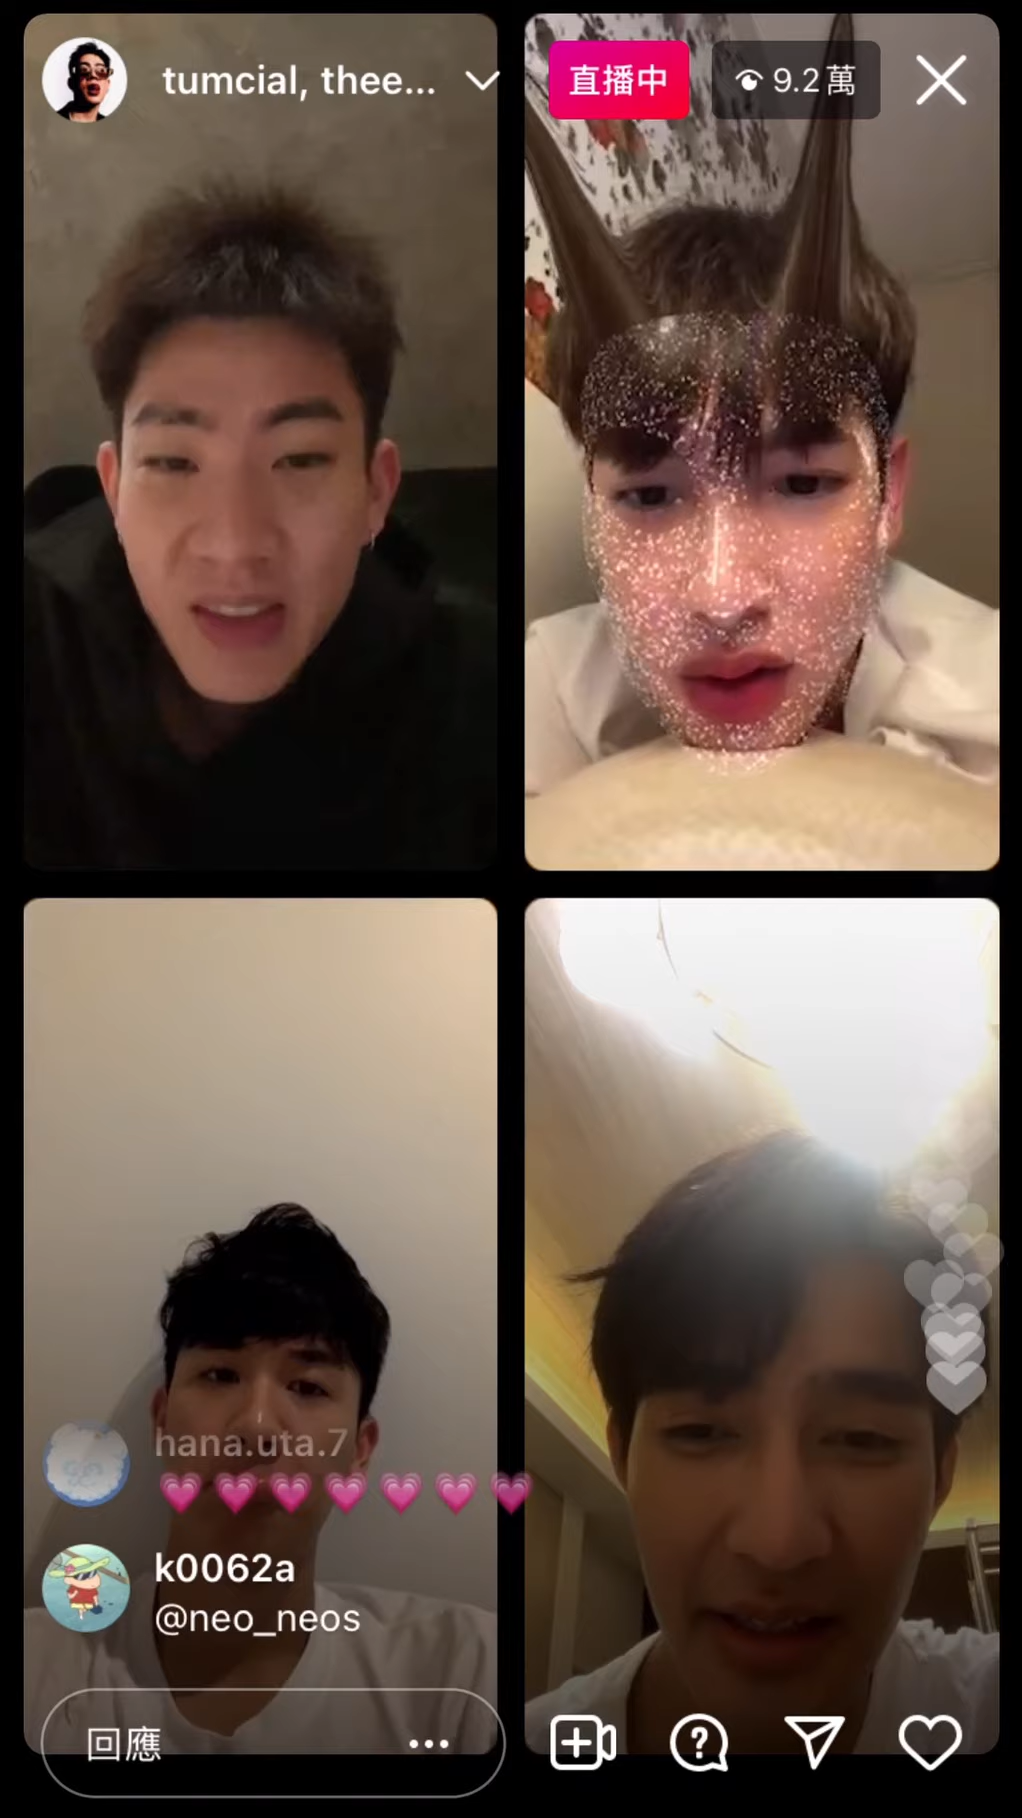 tumcial, thee...
直播中
9.2萬
hana.uta.7
💗💗💗💗💗💗💗
k0062a
@neo_neos
回應